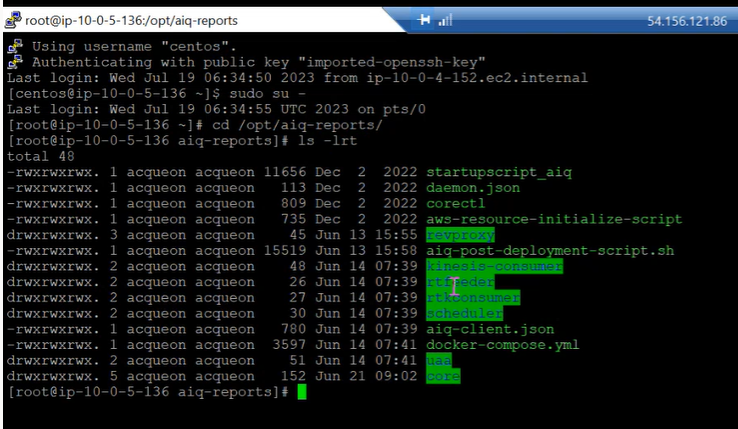 root@ip-10-0-5-136:/opt/aiq-reports 54.156.121.86
Using username "centos".
Authenticating with public key "imported-openssh-key"
Last login: Wed Jul 19 06:34:50 2023 from ip-10-0-4-152.ec2.internal
[centos@ip-10-0-5-136 ~]$ sudo su -
Last login: Wed Jul 19 06:34:55 UTC 2023 on pts/0
[root@ip-10-0-5-136 ~]# cd /opt/aiq-reports/
[root@ip-10-0-5-136 aiq-reports]# ls -lrt
total 48
-rwxrwxrwx. 1 acqueon acqueon 11656 Dec  2  2022 startupscript_aiq
-rwxrwxrwx. 1 acqueon acqueon   113 Dec  2  2022 daemon.json
-rwxrwxrwx. 1 acqueon acqueon   809 Dec  2  2022 corectl
-rwxrwxrwx. 1 acqueon acqueon   735 Dec  2  2022 aws-resource-initialize-script
drwxrwxrwx. 3 acqueon acqueon    45 Jun 13 15:55 revproxy
-rwxrwxrwx. 1 acqueon acqueon 15519 Jun 13 15:58 aiq-post-deployment-script.sh
drwxrwxrwx. 2 acqueon acqueon    48 Jun 14 07:39 kinesis-consumer
drwxrwxrwx. 2 acqueon acqueon    26 Jun 14 07:39 rtfeeder
drwxrwxrwx. 2 acqueon acqueon    27 Jun 14 07:39 rtkconsumer
drwxrwxrwx. 2 acqueon acqueon    30 Jun 14 07:39 scheduler
-rwxrwxrwx. 1 acqueon acqueon   780 Jun 14 07:39 aiq-client.json
-rwxrwxrwx. 1 acqueon acqueon  3597 Jun 14 07:41 docker-compose.yml
drwxrwxrwx. 2 acqueon acqueon    51 Jun 14 07:41 uaa
drwxrwxrwx. 5 acqueon acqueon   152 Jun 21 09:02 core
[root@ip-10-0-5-136 aiq-reports]#